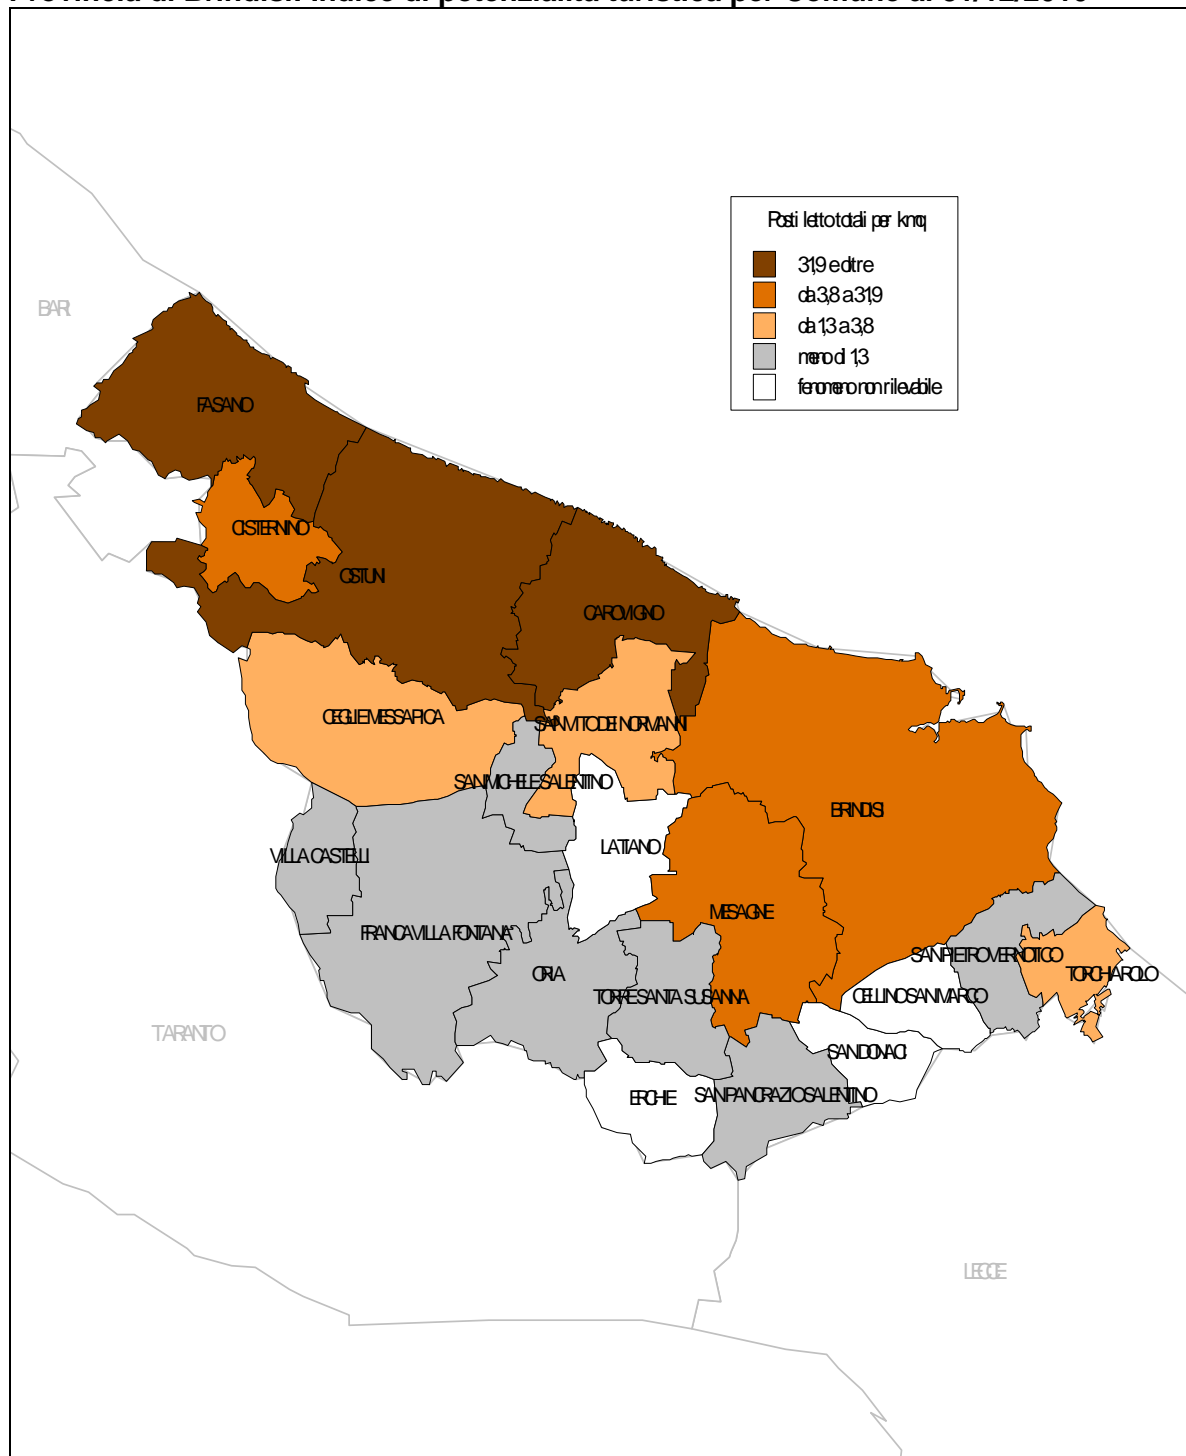 Posti letto totali per kmq
31,9 ed oltre
da 3,8 a 31,9
da 1,3 a 3,8
meno di 1,3
fenomeno non rilevabile
BARI
FASANO
CISTERNINO
OSTUNI
CAROVIGNO
CEGLIE MESSAPICA
SAN VITO DEI NORMANNI
SAN MICHELE SALENTINO
BRINDISI
LATIANO
VILLA CASTELLI
MESAGNE
FRANCAVILLA FONTANA
SAN PIETRO VERNOTICO
ORIA
TORCHIAROLO
TORRE SANTA SUSANNA
CELLINO SAN MARCO
TARANTO
SAN DONACI
ERCHIE
SAN PANCRAZIO SALENTINO
LECCE